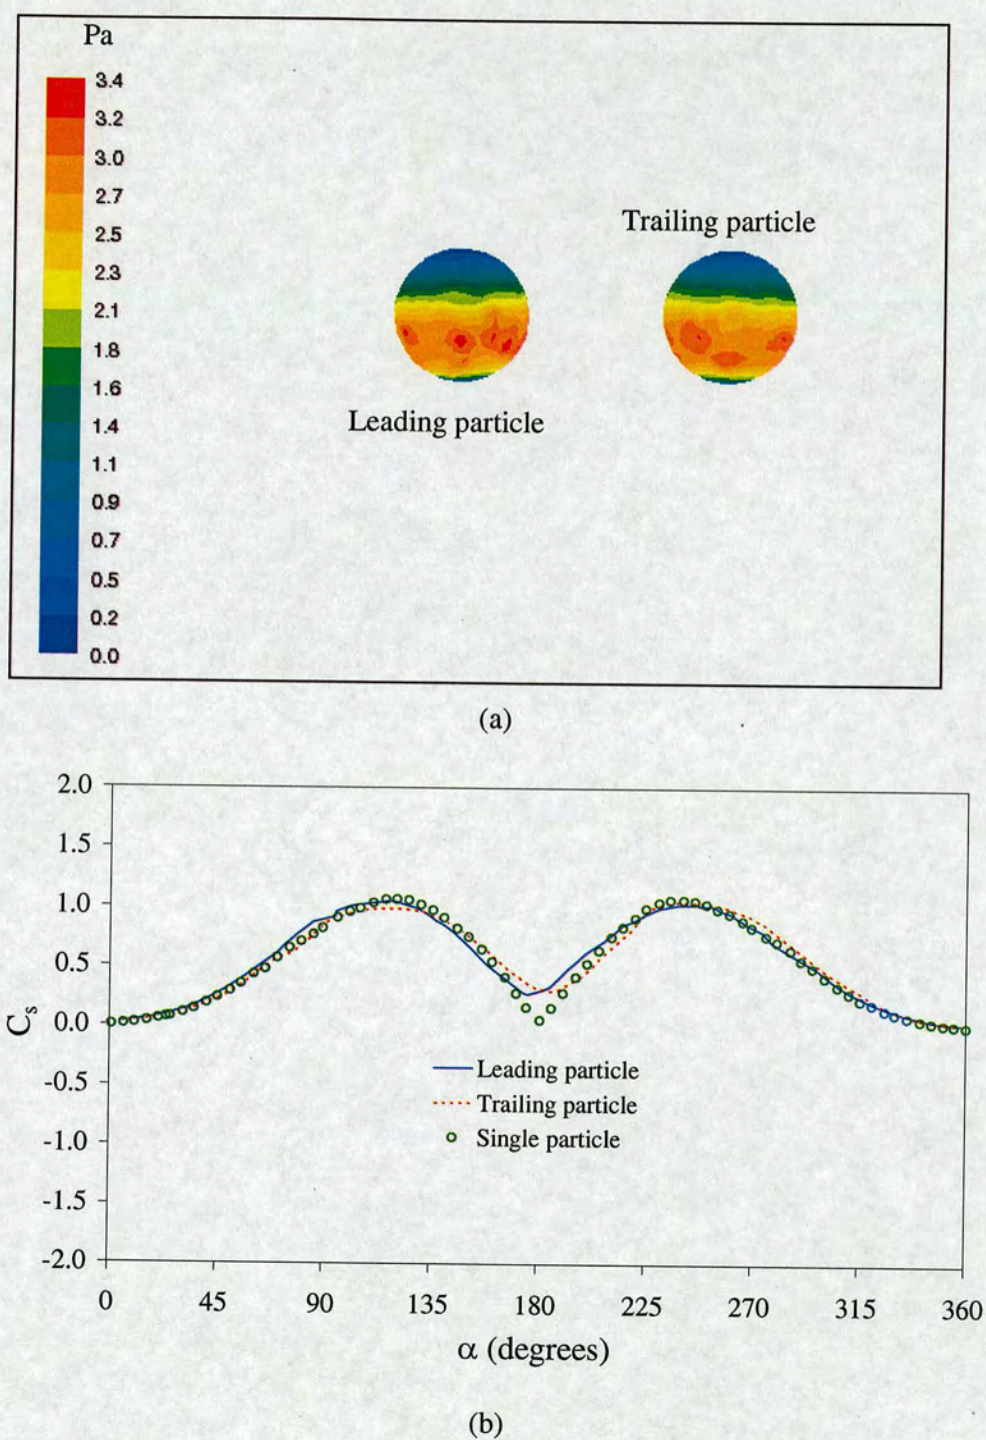 Pa
3.4
3.2
3.0
2.7
2.5
2.3
2.1
1.8
1.6
1.4
1.1
0.9
0.7
0.5
0.2
0.0
Trailing particle
Leading particle
(a)
2.0
1.5
1.0
0.5
0.0
-0.5
-1.0
-1.5
-2.0
Cs
Leading particle
Trailing particle
Single particle
0 45 90 135 180 225 270 315 360
α (degrees)
(b)